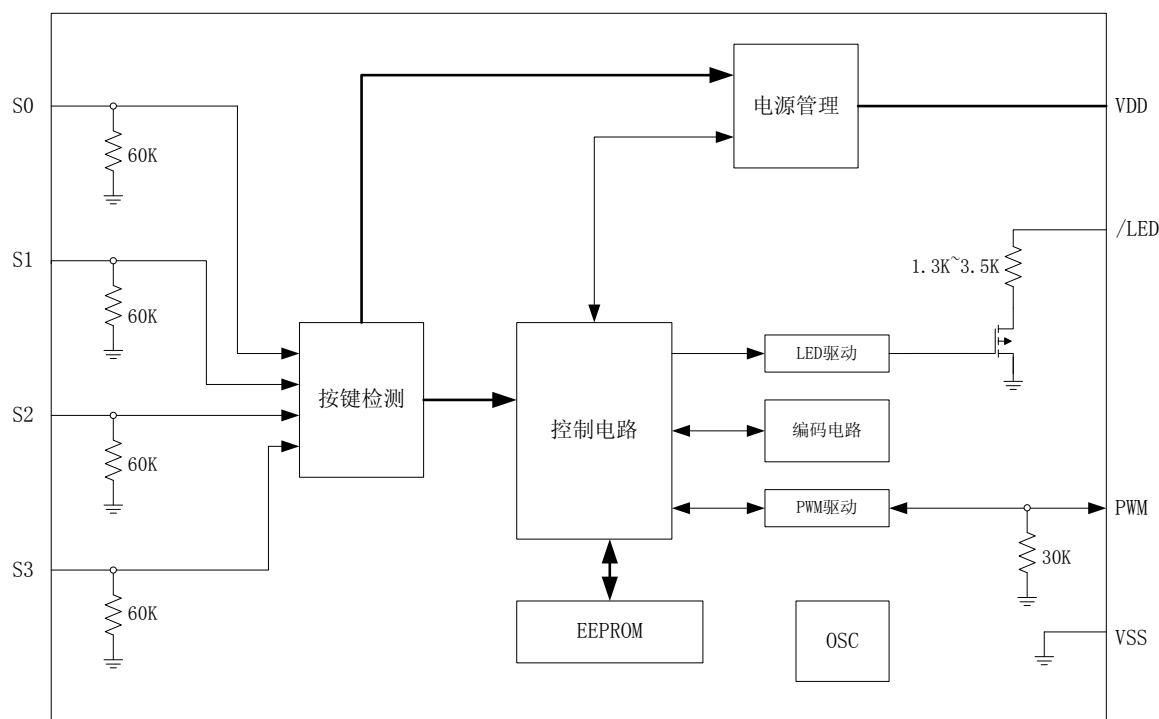 S0
60K
电源管理
VDD
/LED
1.3K~3.5K
S1
60K
按键检测
控制电路
LED驱动
编码电路
S2
60K
PWM驱动
PWM
30K
S3
60K
EEPROM
OSC
VSS